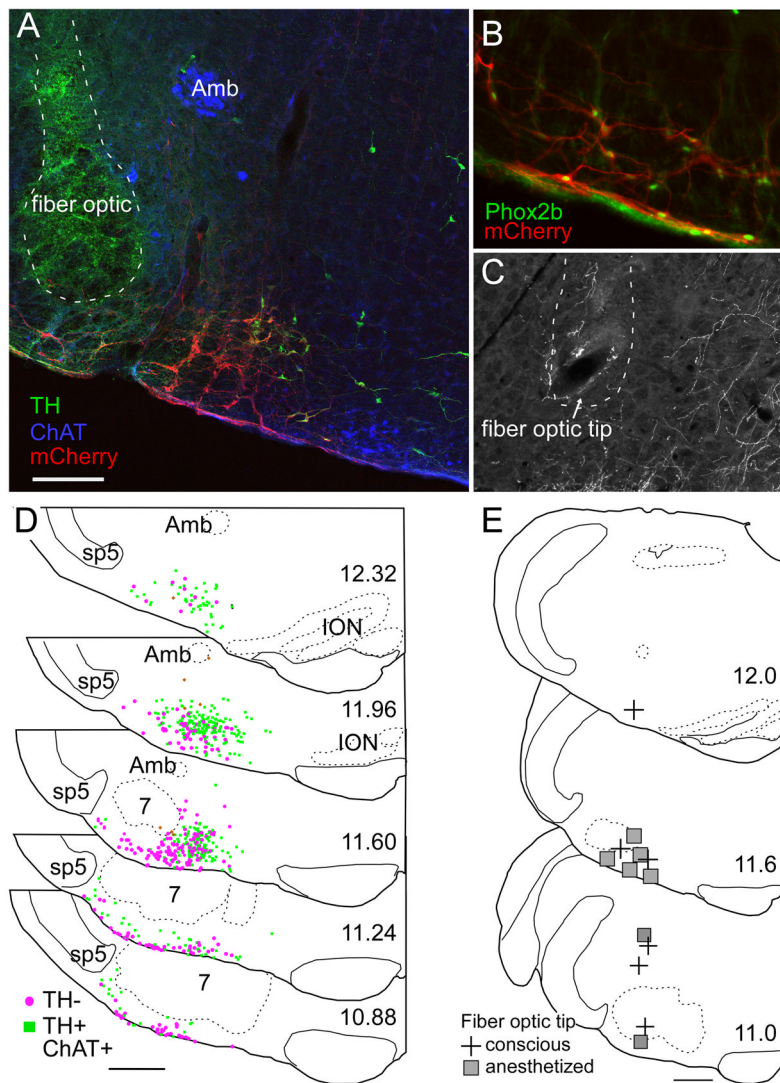 A
Amb
fiber optic
TH
ChAT
mCherry
B
Phox2b
mCherry
C
fiber optic tip
D
Amb
sp5
12.32
ION
Amb
sp5
11.96
ION
Amb
sp5
7
11.60
sp5
7
11.24
sp5
7
10.88
TH-
TH+
ChAT+
E
12.0
11.6
11.0
Fiber optic tip
conscious
anesthetized